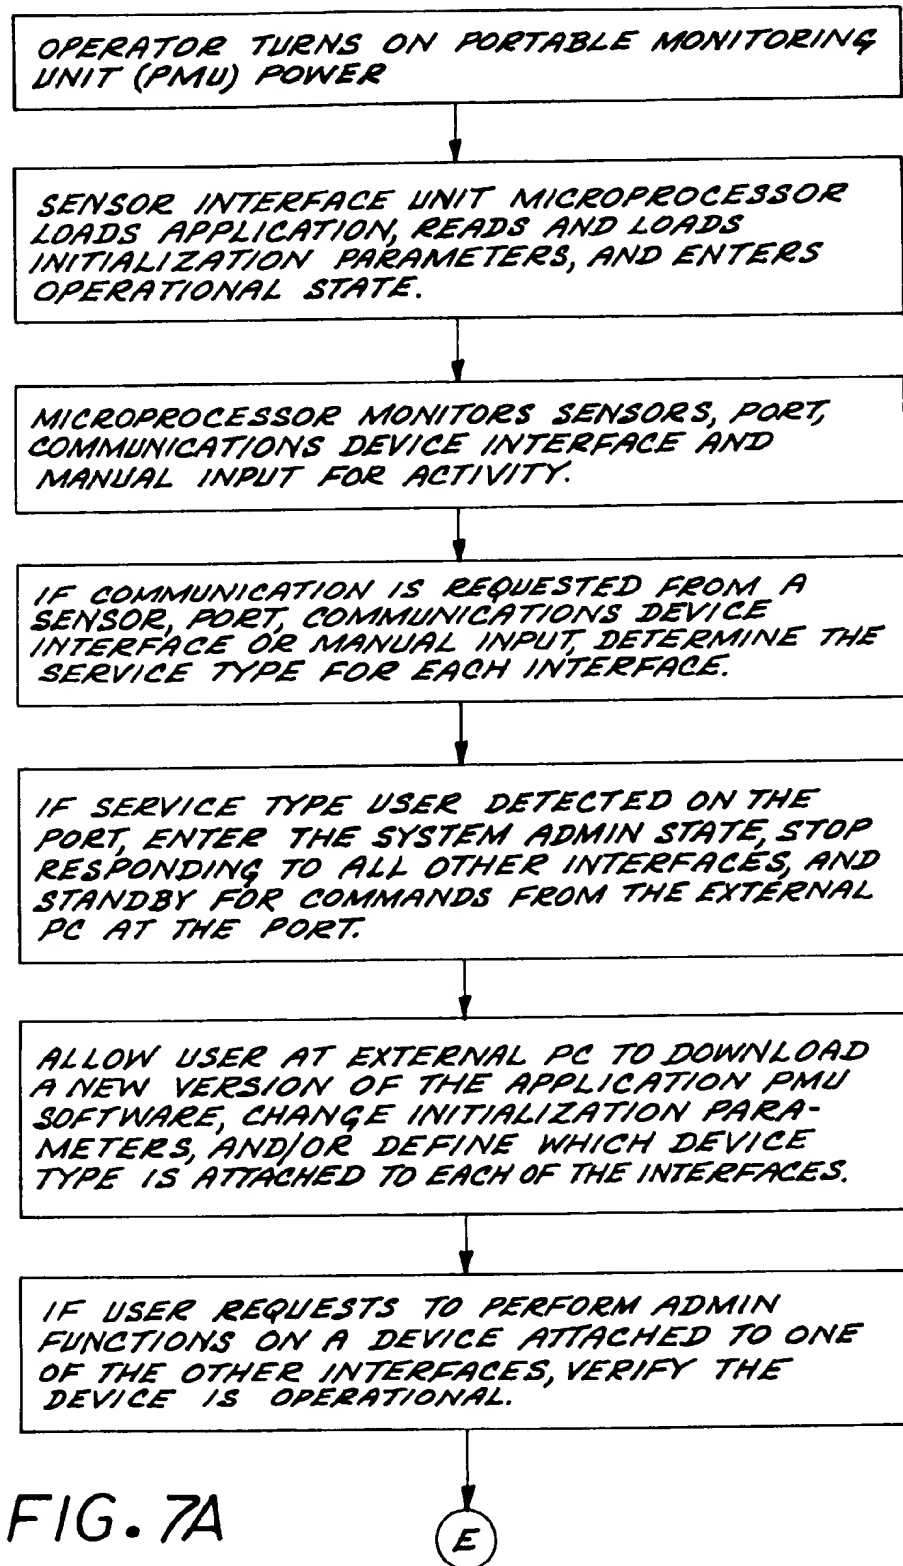 OPERATOR TURNS ON PORTABLE MONITORING
UNIT (PMU) POWER
SENSOR INTERFACE UNIT MICROPROCESSOR
LOADS APPLICATION, READS AND LOADS
INITIALIZATION PARAMETERS, AND ENTERS
OPERATIONAL STATE.
MICROPROCESSOR MONITORS SENSORS, PORT,
COMMUNICATIONS DEVICE INTERFACE AND
MANUAL INPUT FOR ACTIVITY.
IF COMMUNICATION IS REQUESTED FROM A
SENSOR, PORT, COMMUNICATIONS DEVICE
INTERFACE OR MANUAL INPUT, DETERMINE THE
SERVICE TYPE FOR EACH INTERFACE.
IF SERVICE TYPE USER DETECTED ON THE
PORT, ENTER THE SYSTEM ADMIN STATE, STOP
RESPONDING TO ALL OTHER INTERFACES, AND
STANDBY FOR COMMANDS FROM THE EXTERNAL
PC AT THE PORT.
ALLOW USER AT EXTERNAL PC TO DOWNLOAD
A NEW VERSION OF THE APPLICATION PMU
SOFTWARE, CHANGE INITIALIZATION PARA-
METERS, AND/OR DEFINE WHICH DEVICE
TYPE IS ATTACHED TO EACH OF THE INTERFACES.
IF USER REQUESTS TO PERFORM ADMIN
FUNCTIONS ON A DEVICE ATTACHED TO ONE
OF THE OTHER INTERFACES, VERIFY THE
DEVICE IS OPERATIONAL.
E
FIG. 7A